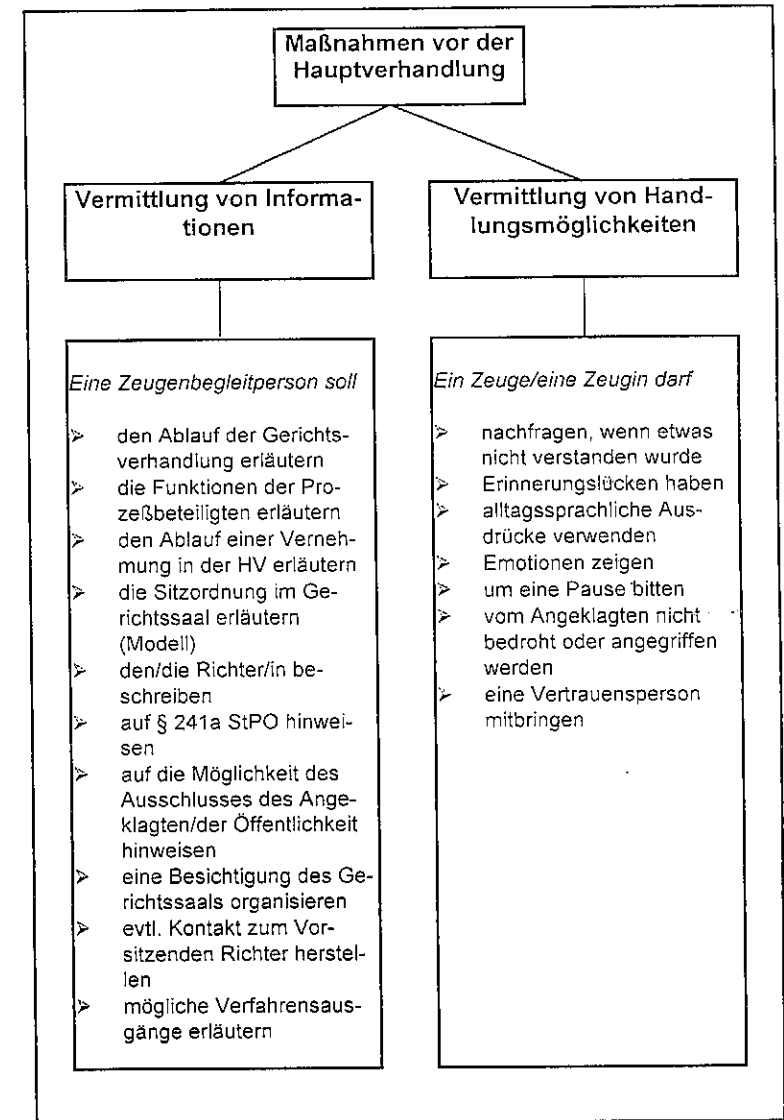 Maßnahmen vor der
Hauptverhandlung
Vermittlung von Informa-
tionen
Eine Zeugenbegleitperson soll
➢ den Ablauf der Gerichts-
verhandlung erläutern
➢ die Funktionen der Pro-
zeßbeteiligten erläutern
➢ den Ablauf einer Verneh-
mung in der HV erläutern
➢ die Sitzordnung im Ge-
richtssaal erläutern
(Modell)
➢ den/die Richter/in be-
schreiben
➢ auf § 241a StPO hinwei-
sen
➢ auf die Möglichkeit des
Ausschlusses des Ange-
klagten/der Öffentlichkeit
hinweisen
➢ eine Besichtigung des Ge-
richtssaals organisieren
➢ evtl. Kontakt zum Vor-
sitzenden Richter herstel-
len
➢ mögliche Verfahrensaus-
gänge erläutern
Vermittlung von Hand-
lungsmöglichkeiten
Ein Zeuge/eine Zeugin darf
➢ nachfragen, wenn etwas
nicht verstanden wurde
➢ Erinnerungslücken haben
➢ alltagssprachliche Aus-
drücke verwenden
➢ Emotionen zeigen
➢ um eine Pause bitten
➢ vom Angeklagten nicht
bedroht oder angegriffen
werden
➢ eine Vertrauensperson
mitbringen